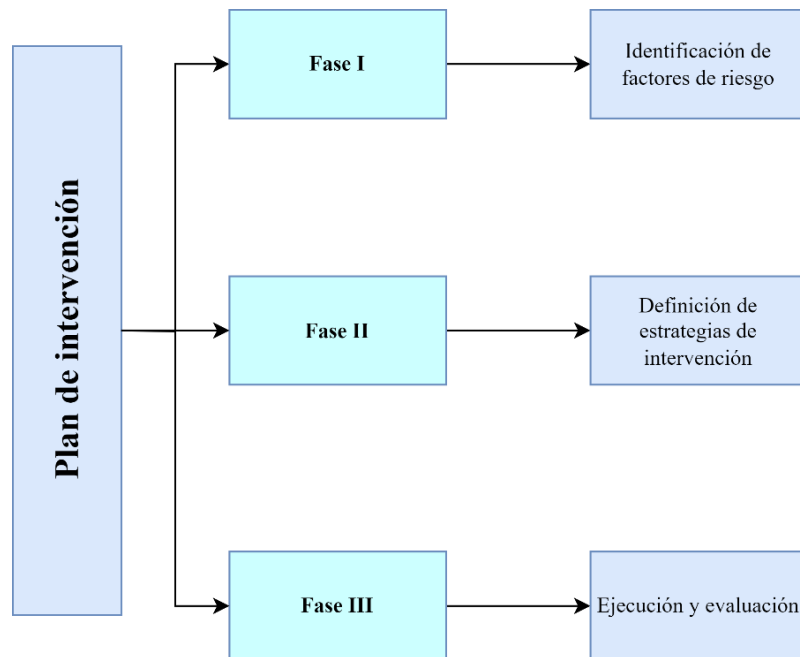 Plan de intervención
Fase I
Identificación de
factores de riesgo
Fase II
Definición de
estrategias de
intervención
Fase III
Ejecución y evaluación